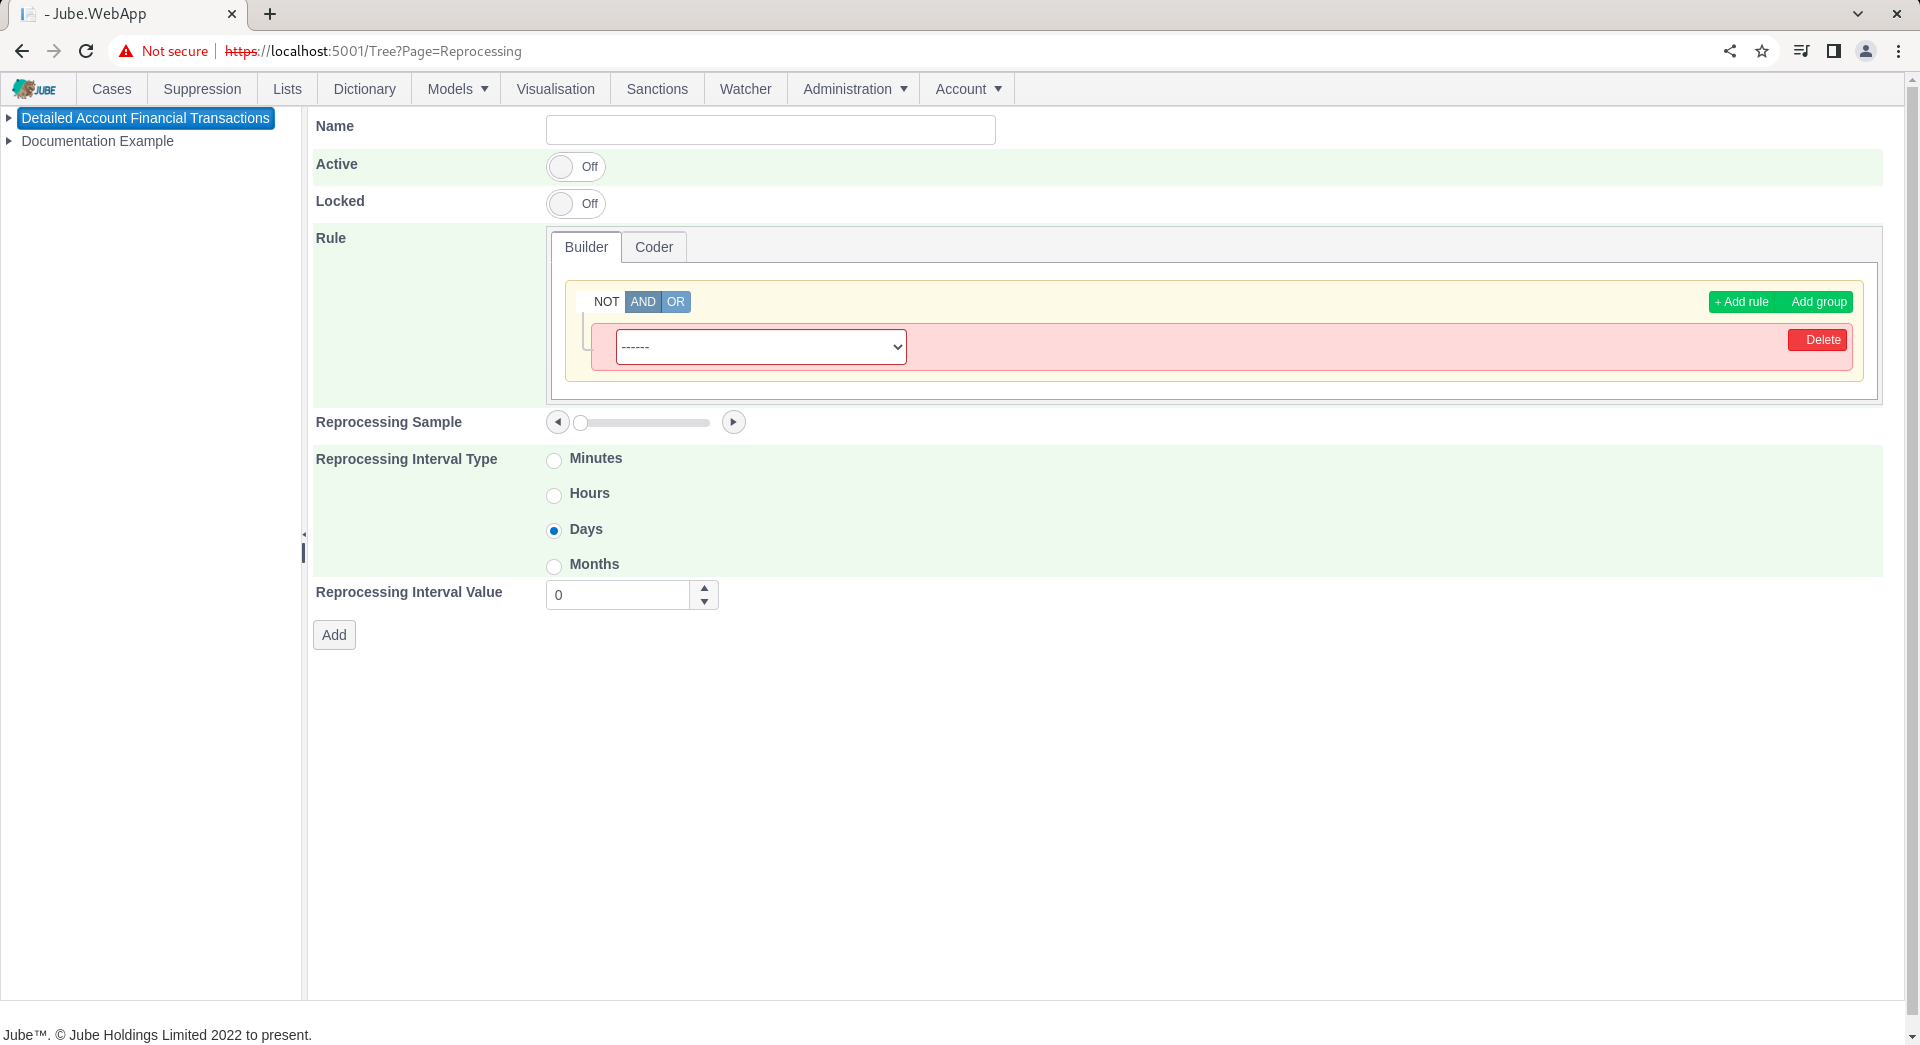 - Jube.WebApp
Not secure https://localhost:5001/Tree?Page=Reprocessing
JUBE Cases Suppression Lists Dictionary Models Visualisation Sanctions Watcher Administration Account
Detailed Account Financial Transactions
Documentation Example
Name
Active Off
Locked Off
Rule Builder Coder
NOT AND OR + Add rule Add group
------ Delete
Reprocessing Sample
Reprocessing Interval Type Minutes
Hours
Days
Months
Reprocessing Interval Value 0
Add
Jube™. © Jube Holdings Limited 2022 to present.